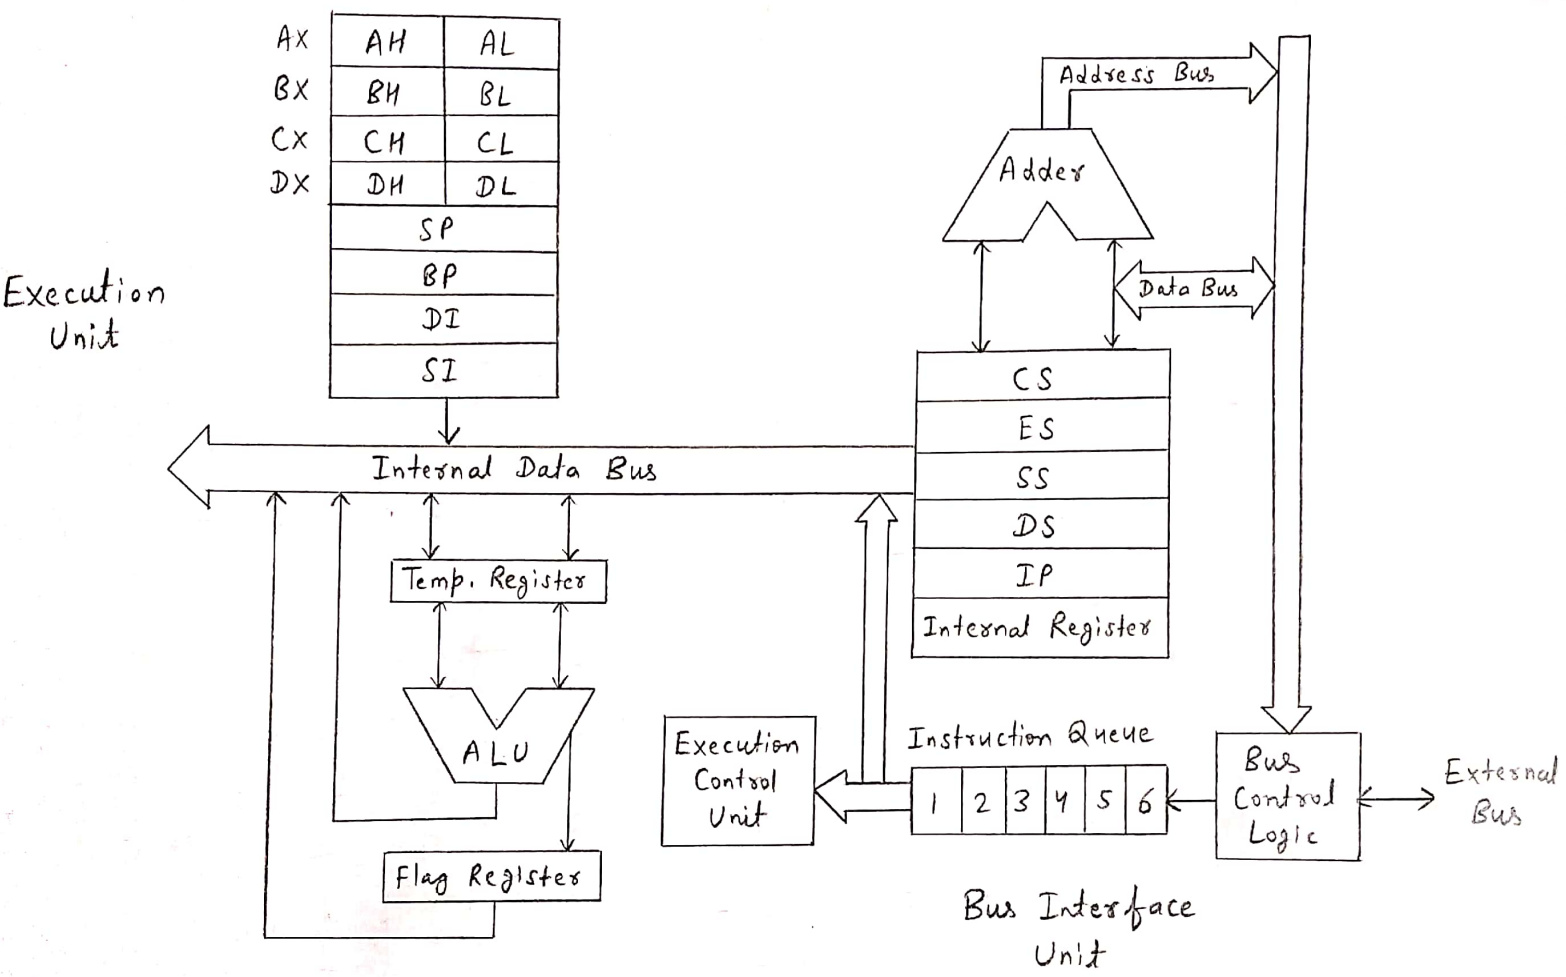 AX AH AL
BX BH BL
CX CH CL
DX DH DL
SP
BP
DI
SI
Execution
Unit
Internal Data Bus
Temp. Register
ALU
Flag Register
Address Bus
Adder
Data Bus
CS
ES
SS
DS
IP
Internal Register
Execution
Control
Unit
Instruction Queue
1 2 3 4 5 6
Bus
Control
Logic
External
Bus
Bus Interface
Unit